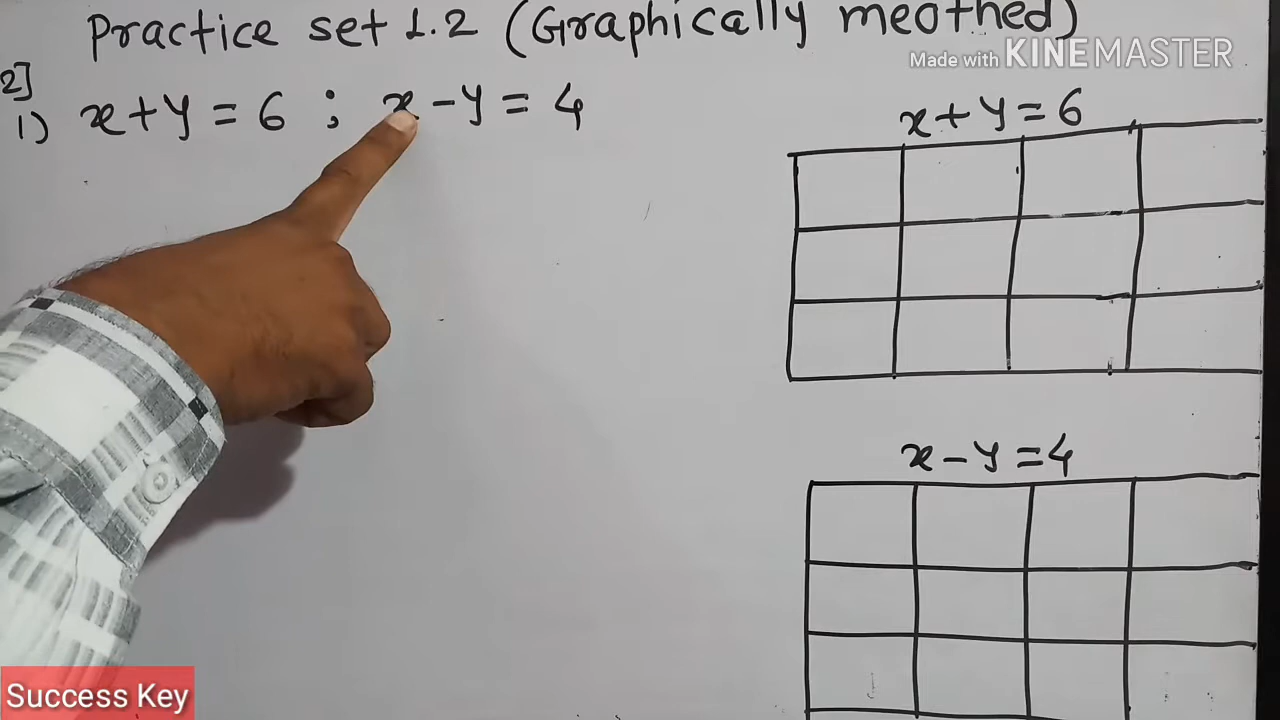 Practice set 1.2 (Graphically meothed)
Made with KINEMASTER
2]
1) x+y = 6 ; x-y = 4
x+y=6
x-y=4
Success Key